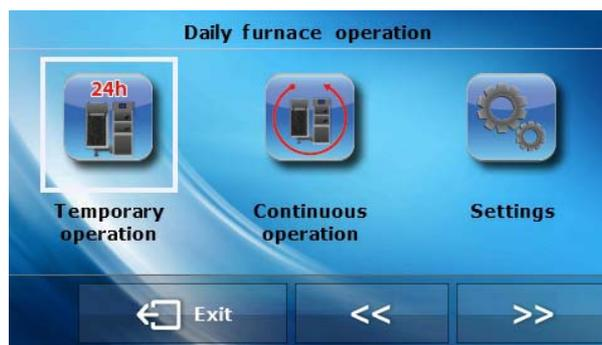 Daily furnace operation
24h
Temporary
operation
Continuous
operation
Settings
Exit
<<
>>